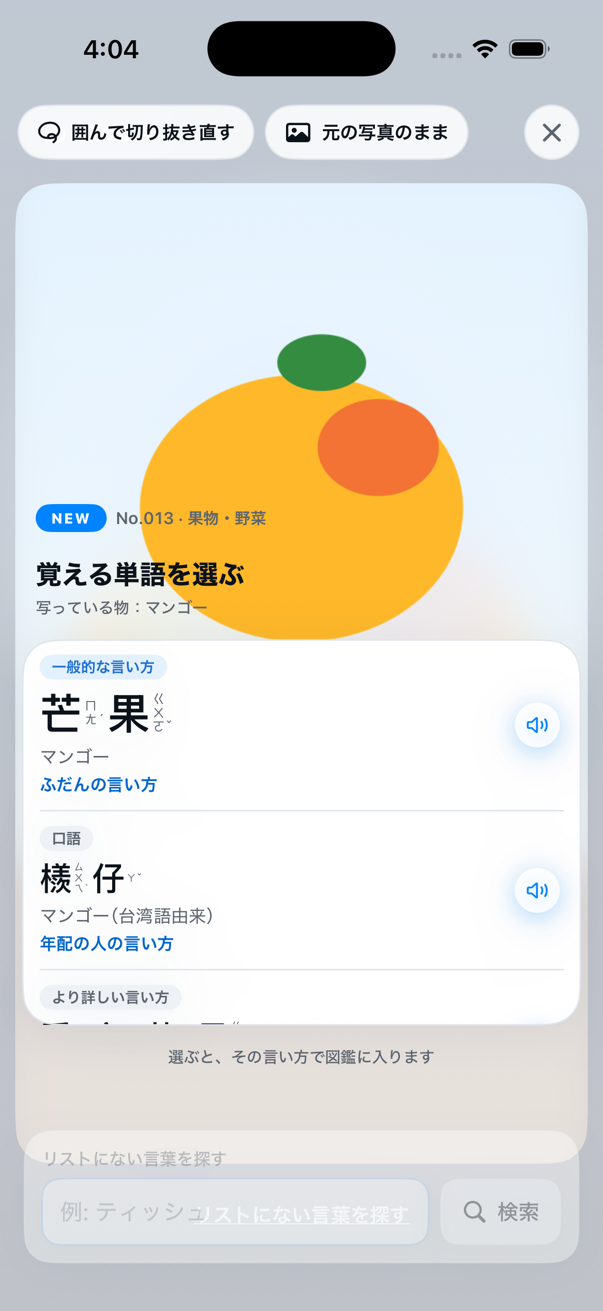 4:04
囲んで切り抜き直す
元の写真のまま
NEW No.013・果物・野菜
覚える単語を選ぶ
写っている物：マンゴー
一般的な言い方
芒ㄇㄤˊ果ㄍㄨㄛˇ
マンゴー
ふだんの言い方
口語
檨ㄙㄨㄟ仔ㄚˇ
マンゴー(台湾語由来)
年配の人の言い方
より詳しい言い方
選ぶと、その言い方で図鑑に入ります
リストにない言葉を探す
例: ティッシュ
リストにない言葉を探す
検索